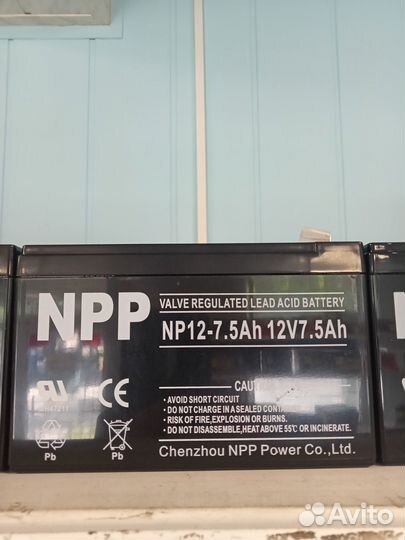 NPP
VALVE REGULATED LEAD ACID BATTERY
NP12-7.5Ah 12V7.5Ah
• AVOID SHORT CIRCUIT
• DO NOT CHARGE IN A SEALED
• RISK OF FIRE,EXPLOSION OR BURNS.
• DO NOT DISASSEMBLE,HEAT ABOVE 55℃ OR INCINERATE.
Chenzhou NPP Power Co.,Ltd.
CE
Pb
Pb
Avito